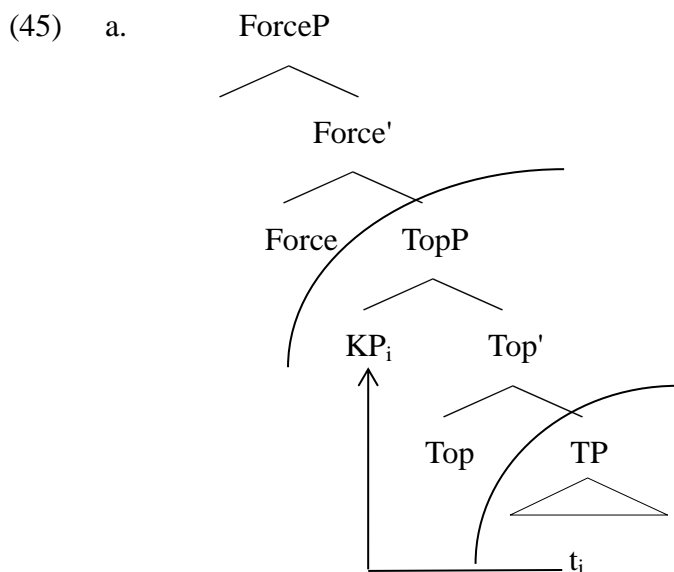 (45) a. ForceP
Force'
Force TopP
KPi Top'
Top TP
ti